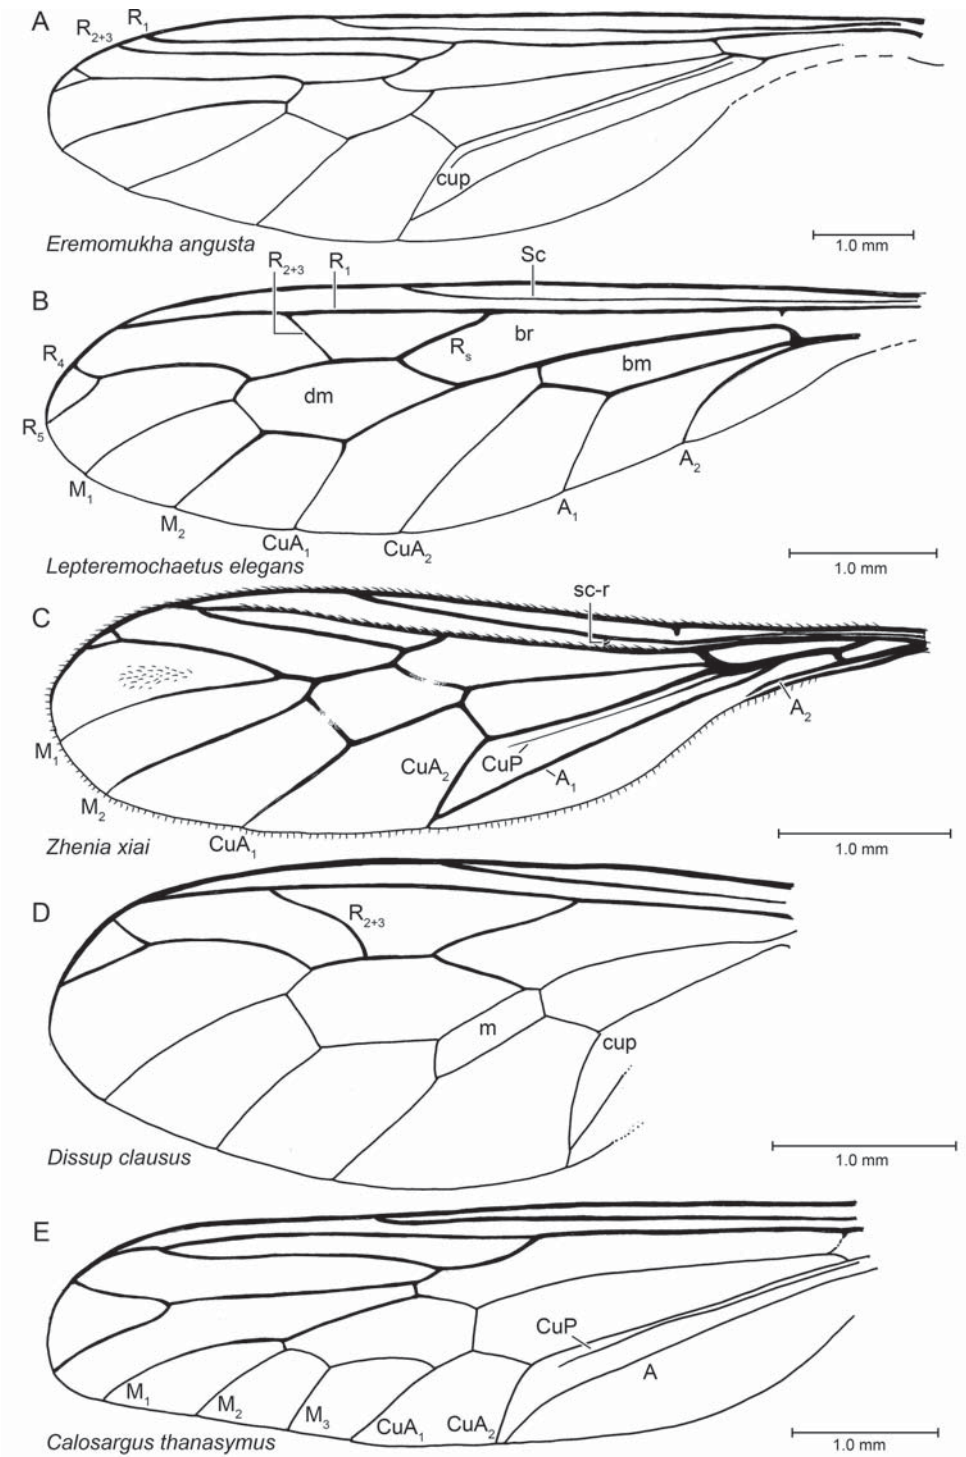 A
R2+3
R1
cup
Eremomukha angusta
1.0 mm
B
R2+3
R1
Sc
R4
Rs
br
bm
dm
R5
M1
M2
CuA1
CuA2
A1
A2
Lepteremochaetus elegans
1.0 mm
C
sc-r
A2
M1
CuA2
CuP
A1
M2
CuA1
Zhenia xiai
1.0 mm
D
R2+3
m
cup
Dissup clausus
1.0 mm
E
CuP
A
M1
M2
M3
CuA1
CuA2
Calosargus thanasymus
1.0 mm